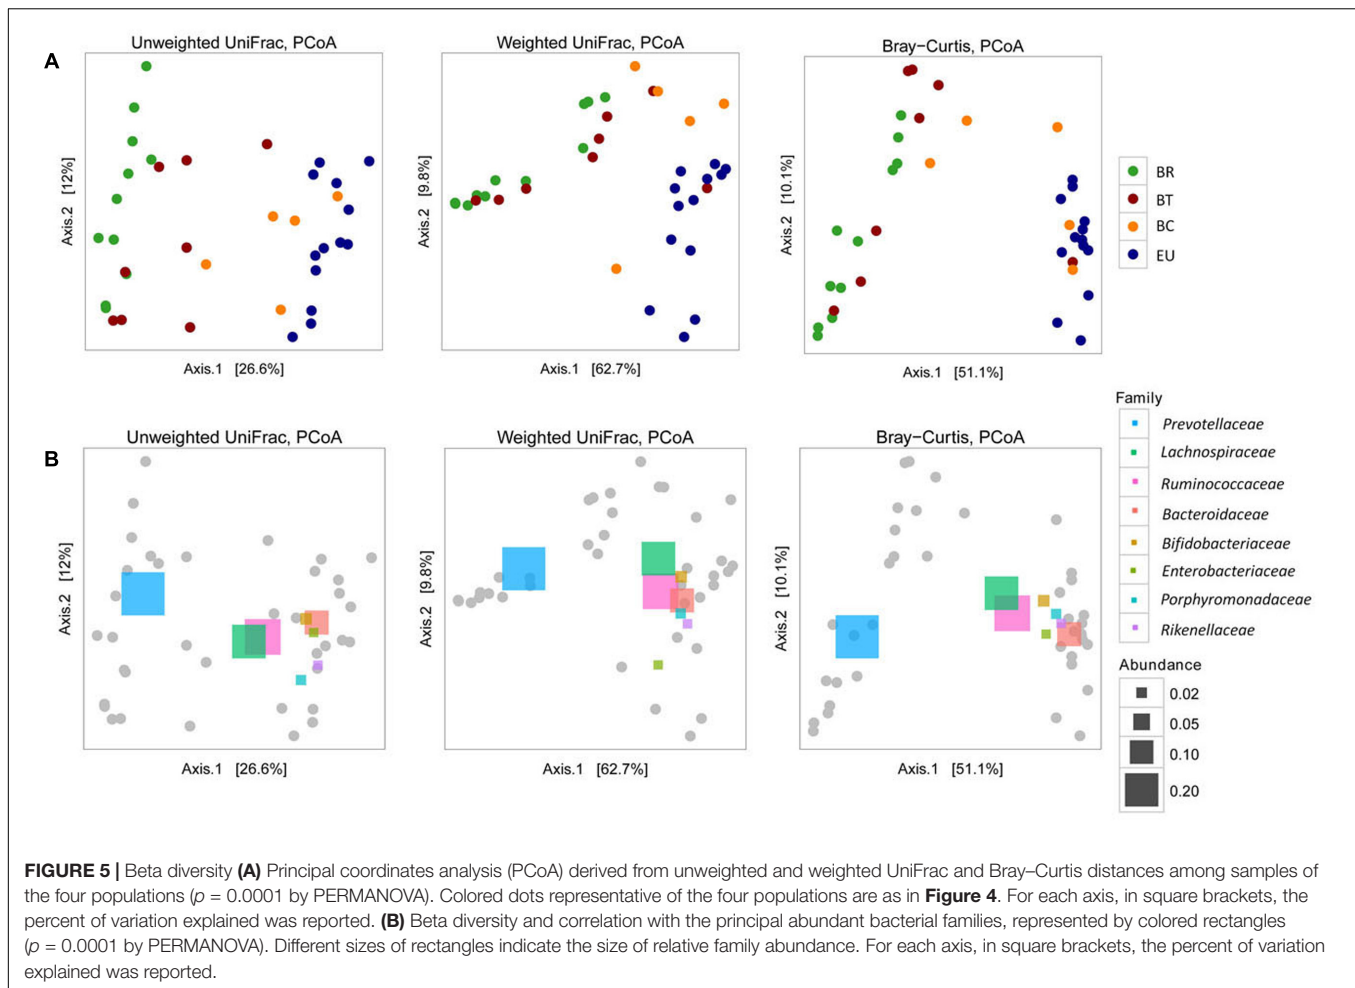 A
Unweighted UniFrac, PCoA
Axis.2 [12%]
Axis.1 [26.6%]
Weighted UniFrac, PCoA
Axis.2 [9.8%]
Axis.1 [62.7%]
Bray−Curtis, PCoA
Axis.2 [10.1%]
Axis.1 [51.1%]
BR
BT
BC
EU
B
Unweighted UniFrac, PCoA
Axis.2 [12%]
Axis.1 [26.6%]
Weighted UniFrac, PCoA
Axis.2 [9.8%]
Axis.1 [62.7%]
Bray−Curtis, PCoA
Axis.2 [10.1%]
Axis.1 [51.1%]
Family
Prevotellaceae
Lachnospiraceae
Ruminococcaceae
Bacteroidaceae
Bifidobacteriaceae
Enterobacteriaceae
Porphyromonadaceae
Rikenellaceae
Abundance
0.02
0.05
0.10
0.20
FIGURE 5 | Beta diversity (A) Principal coordinates analysis (PCoA) derived from unweighted and weighted UniFrac and Bray–Curtis distances among samples of
the four populations (p = 0.0001 by PERMANOVA). Colored dots representative of the four populations are as in Figure 4. For each axis, in square brackets, the
percent of variation explained was reported. (B) Beta diversity and correlation with the principal abundant bacterial families, represented by colored rectangles
(p = 0.0001 by PERMANOVA). Different sizes of rectangles indicate the size of relative family abundance. For each axis, in square brackets, the percent of variation
explained was reported.